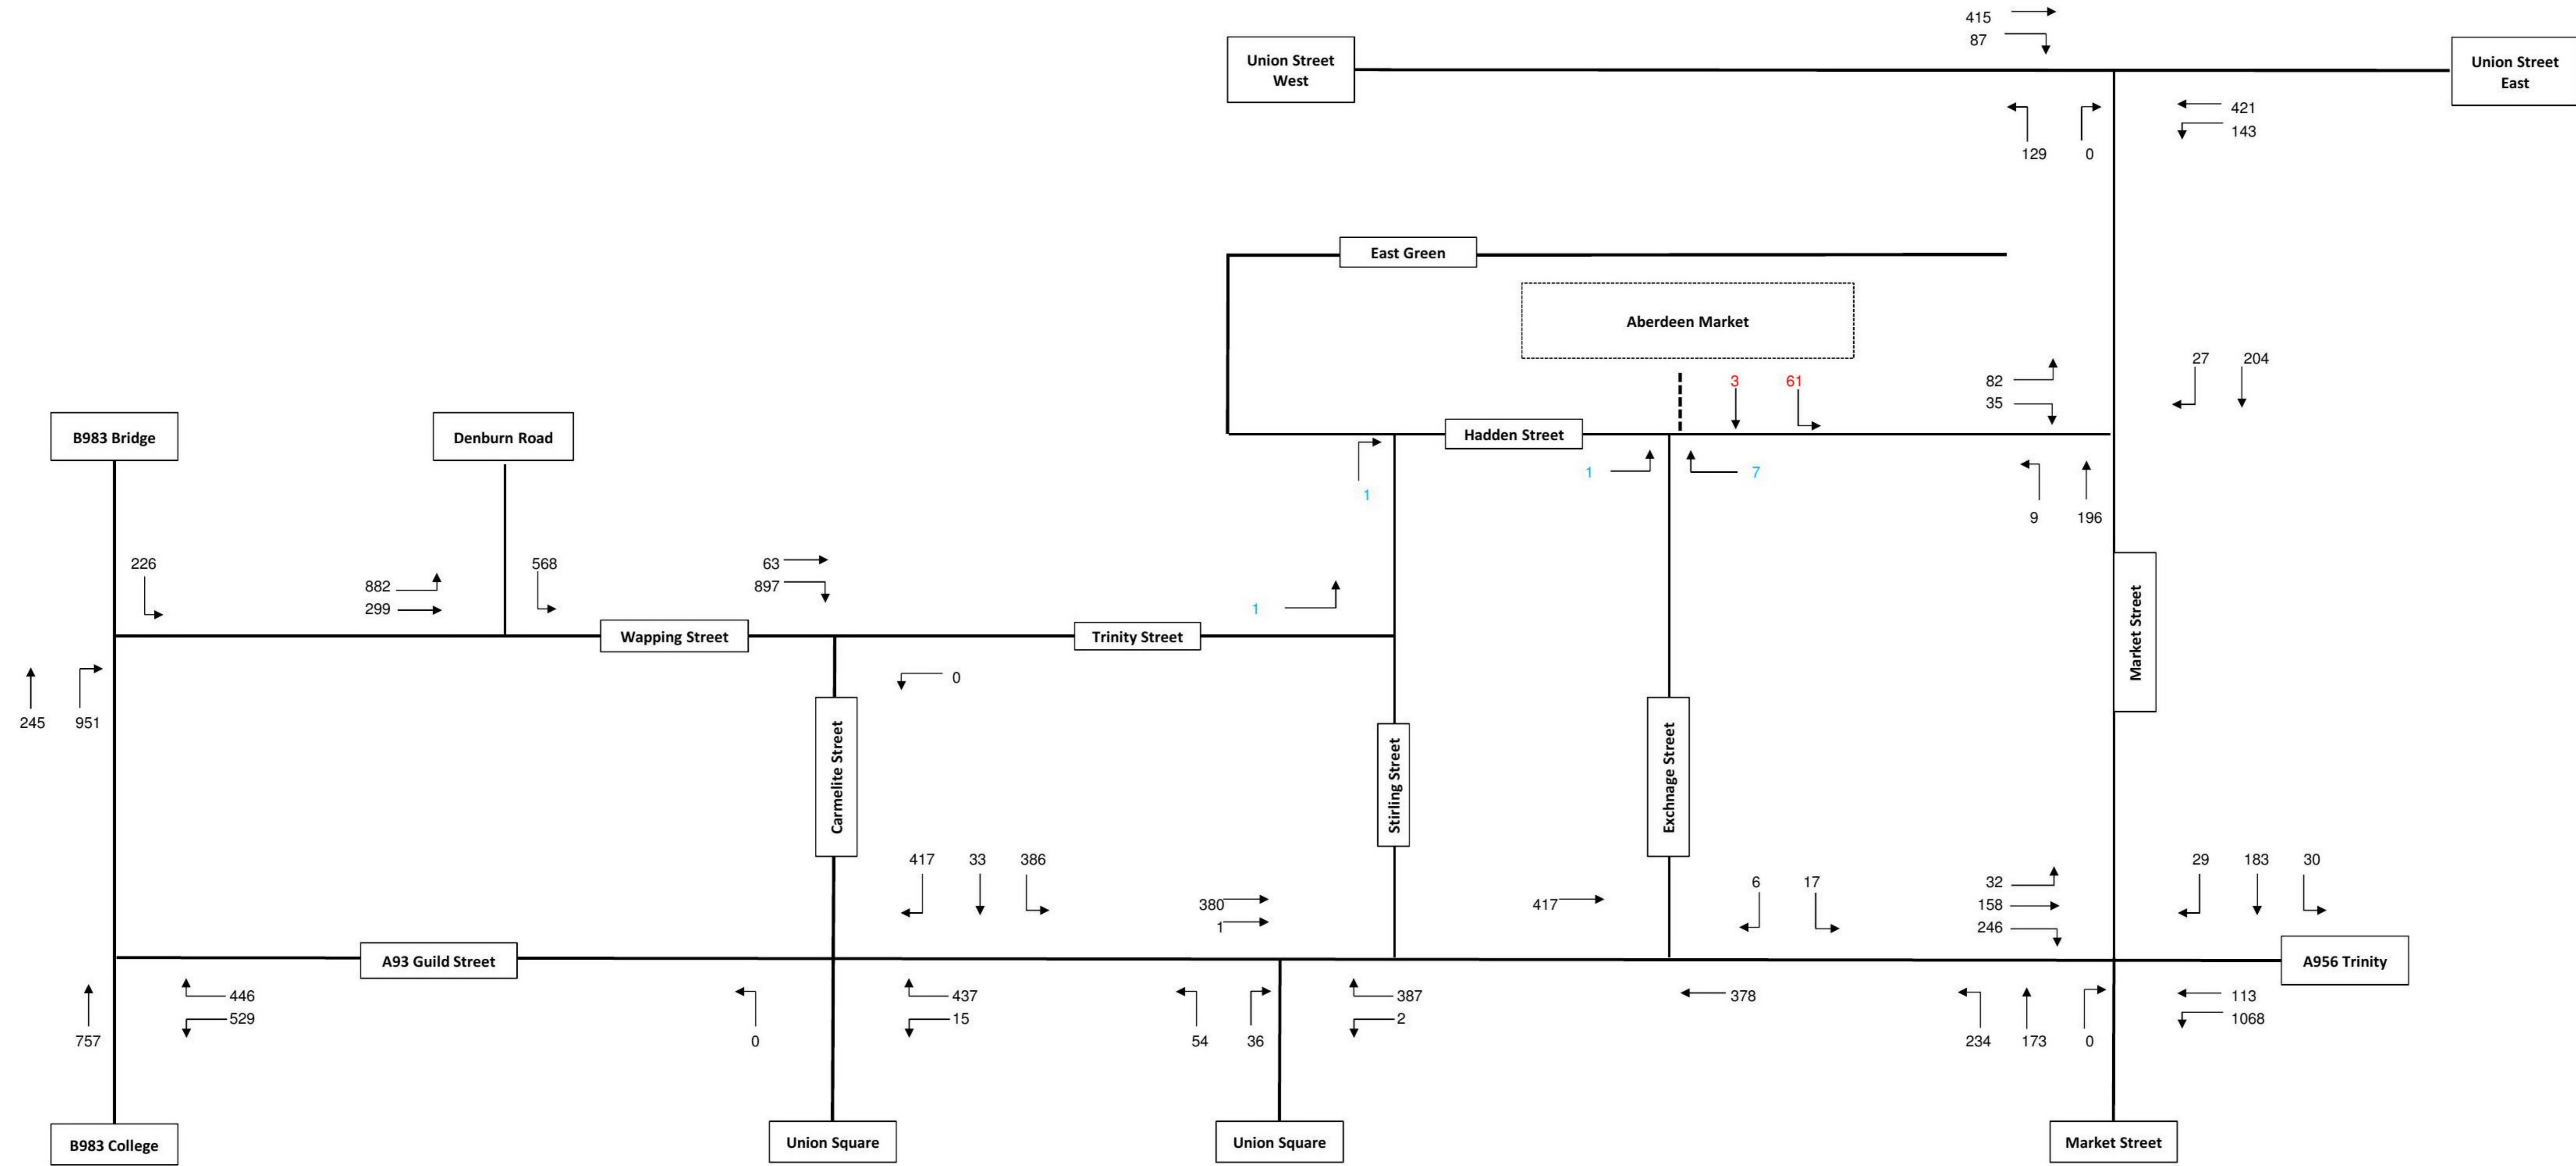 415
87
Union Street
West
Union Street
East
421
143
129
0
East Green
Aberdeen Market
3
61
82
35
27
204
B983 Bridge
Denburn Road
Hadden Street
1
7
1
9
196
226
882
299
568
63
897
1
Wapping Street
Trinity Street
Market Street
245
951
0
Carmelite Street
Stirling Street
Exchnage Street
417
33
386
380
1
417
6
17
32
158
246
29
183
30
A93 Guild Street
A956 Trinity
757
446
529
0
437
15
54
36
387
2
378
234
173
0
113
1068
B983 College
Union Square
Union Square
Market Street